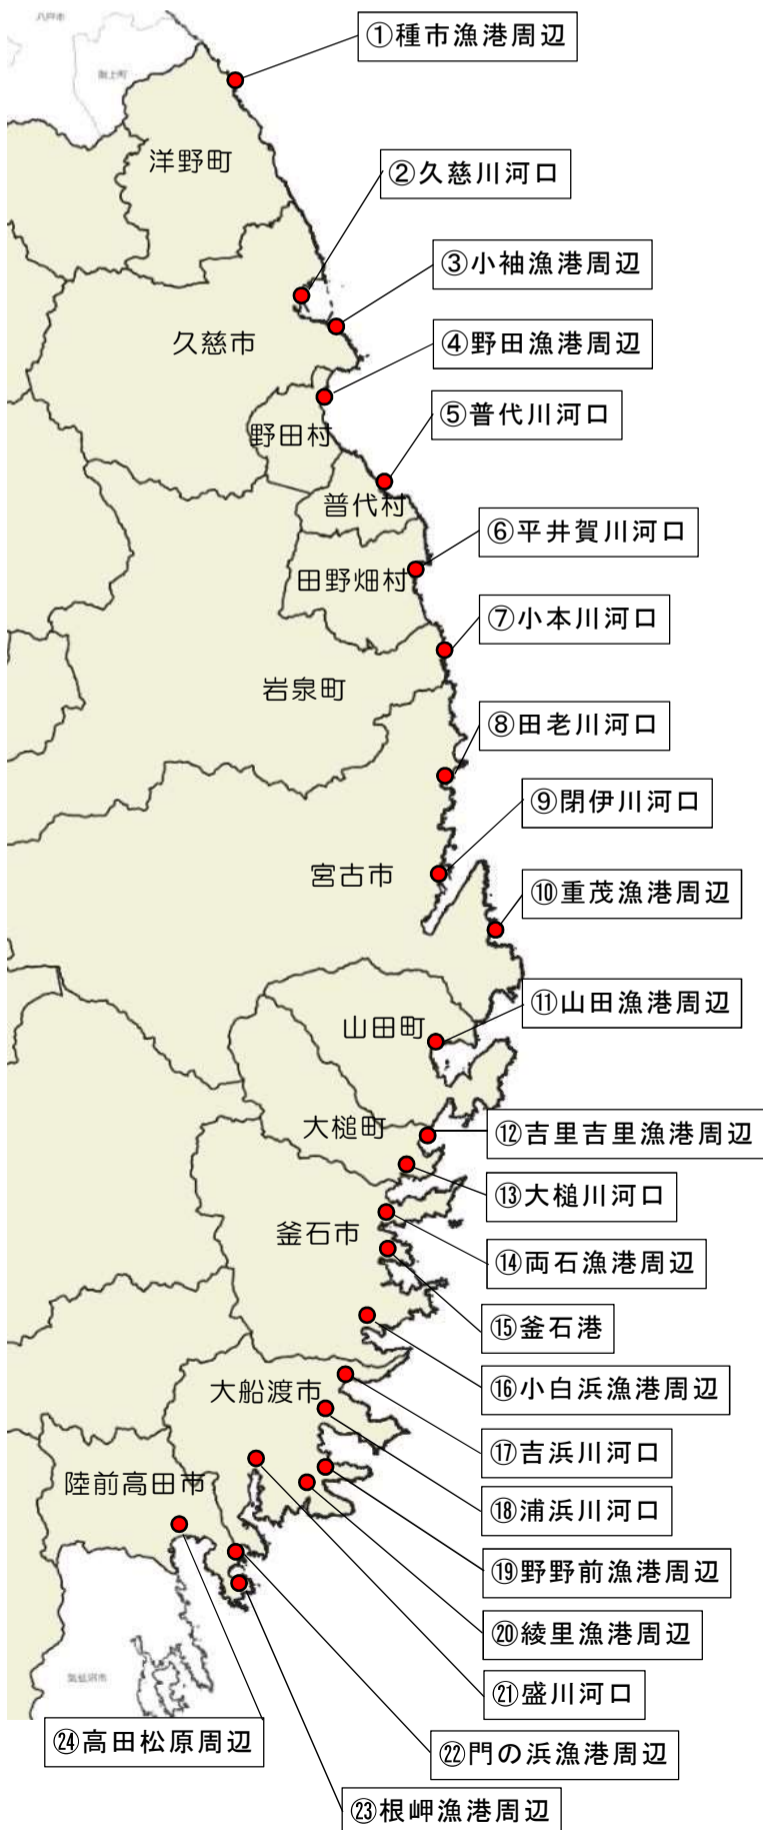 八戸市
①種市漁港周辺
階上町
洋野町
②久慈川河口
③小袖漁港周辺
久慈市
④野田漁港周辺
⑤普代川河口
野田村
普代村
⑥平井賀川河口
田野畑村
⑦小本川河口
岩泉町
⑧田老川河口
⑨閉伊川河口
宮古市
⑩重茂漁港周辺
⑪山田漁港周辺
山田町
大槌町
⑫吉里吉里漁港周辺
⑬大槌川河口
釜石市
⑭両石漁港周辺
⑮釜石港
⑯小白浜漁港周辺
大船渡市
⑰吉浜川河口
陸前高田市
⑱浦浜川河口
⑲野野前漁港周辺
⑳綾里漁港周辺
気仙沼市
㉑盛川河口
㉔高田松原周辺
㉒門の浜漁港周辺
㉓根岬漁港周辺